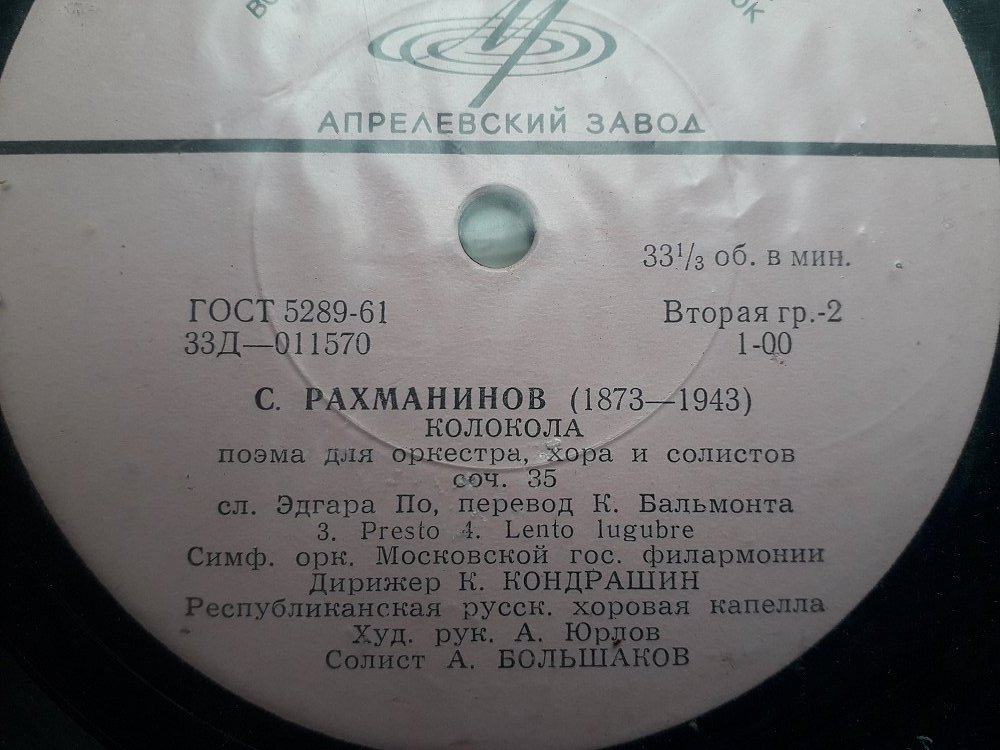 АПРЕЛЕВСКИЙ ЗАВОД
33⅓ об. в мин.
ГОСТ 5289-61
Вторая гр.-2
33Д—011570
1-00
С. РАХМАНИНОВ (1873—1943)
КОЛОКОЛА
поэма для оркестра, хора и солистов
соч. 35
сл. Эдгара По, перевод К. Бальмонта
3. Presto 4. Lento lugubre
Симф. орк. Московской гос. филармонии
Дирижер К. КОНДРАШИН
Республиканская русск. хоровая капелла
Худ. рук. А. Юрлов
Солист А. БОЛЬШАКОВ